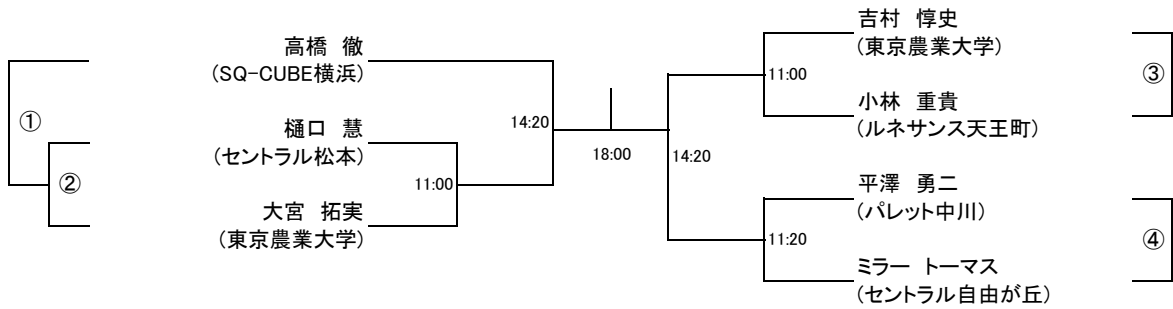 高橋 徹
(SQ-CUBE横浜)
①
樋口 慧
(セントラル松本)
②
大宮 拓実
(東京農業大学)
14:20
11:00
18:00
14:20
吉村 惇史
(東京農業大学)
11:00
③
小林 重貴
(ルネサンス天王町)
平澤 勇二
(パレット中川)
11:20
④
ミラー トーマス
(セントラル自由が丘)